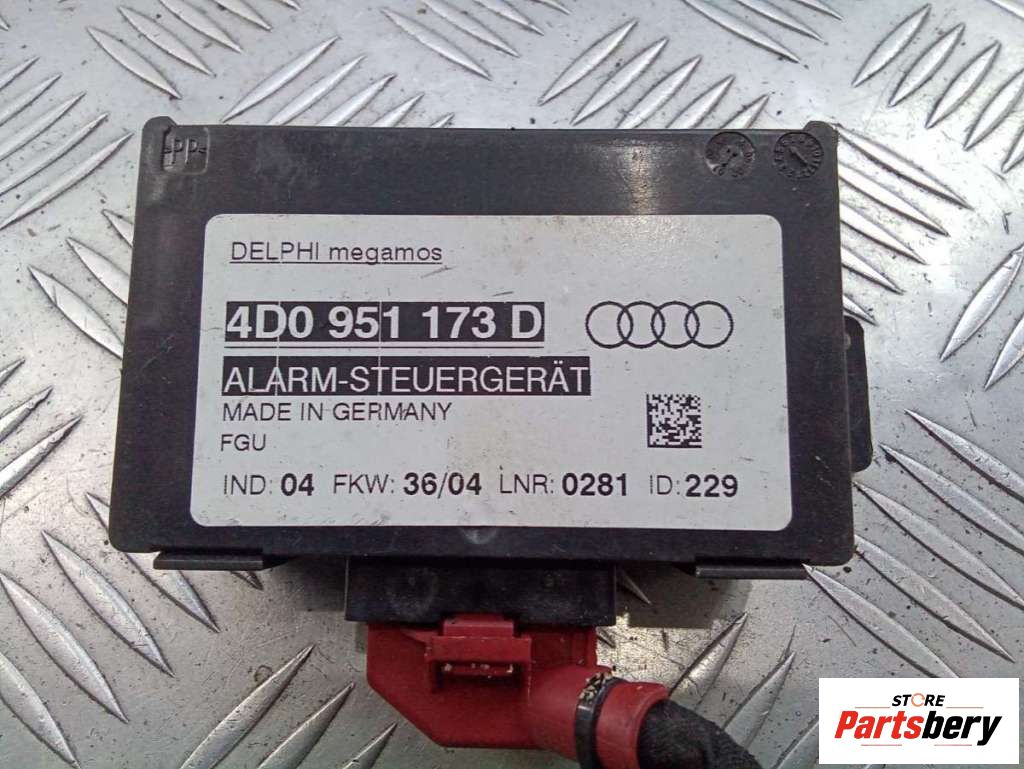 PP
DELPHI megamos
4D0 951 173 D
ALARM-STEUERGERÄT
MADE IN GERMANY
FGU
IND: 04 FKW: 36/04 LNR: 0281 ID: 229
STORE
Partsbery